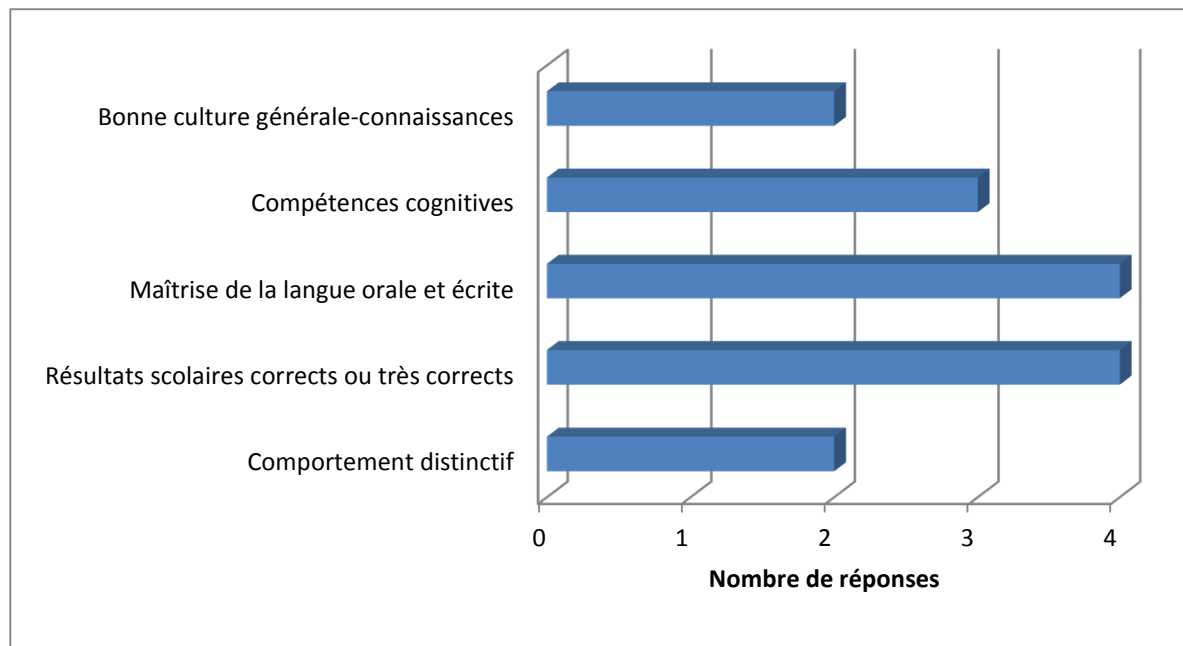 Bonne culture générale-connaissances
Compétences cognitives
Maîtrise de la langue orale et écrite
Résultats scolaires corrects ou très corrects
Comportement distinctif
0 1 2 3 4
Nombre de réponses